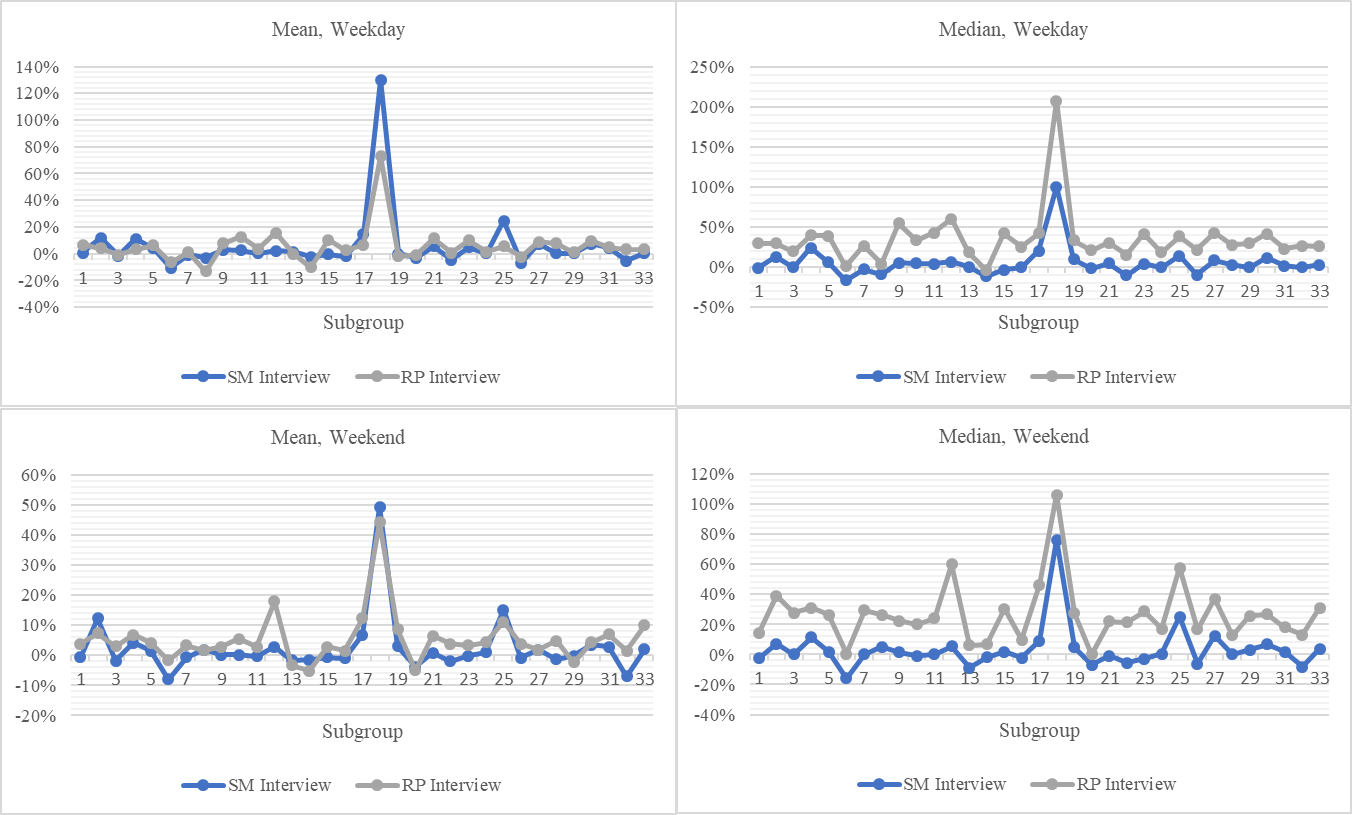 Mean, Weekday
140%
120%
100%
80%
60%
40%
20%
0%
-20%
-40%
1 3 5 7 9 11 13 15 17 19 21 23 25 27 29 31 33
Subgroup
SM Interview RP Interview
Median, Weekday
250%
200%
150%
100%
50%
0%
-50%
1 3 5 7 9 11 13 15 17 19 21 23 25 27 29 31 33
Subgroup
SM Interview RP Interview
Mean, Weekend
60%
50%
40%
30%
20%
10%
0%
-10%
-20%
1 3 5 7 9 11 13 15 17 19 21 23 25 27 29 31 33
Subgroup
SM Interview RP Interview
Median, Weekend
120%
100%
80%
60%
40%
20%
0%
-20%
-40%
1 3 5 7 9 11 13 15 17 19 21 23 25 27 29 31 33
Subgroup
SM Interview RP Interview